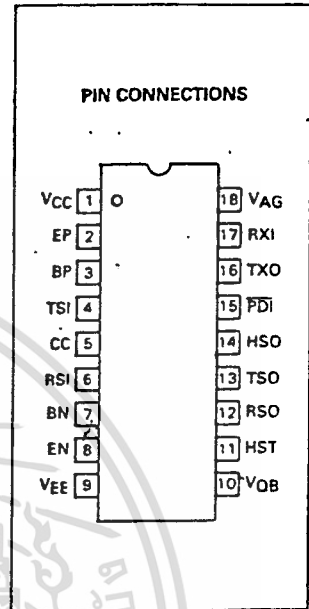 PIN CONNECTIONS
VCC 1 18 VAG
EP 2 17 RXI
BP 3 16 TXO
TSI 4 15 PDI
CC 5 14 HSO
RSI 6 13 TSO
BN 7 12 RSO
EN 8 11 HST
VEE 9 10 VQB